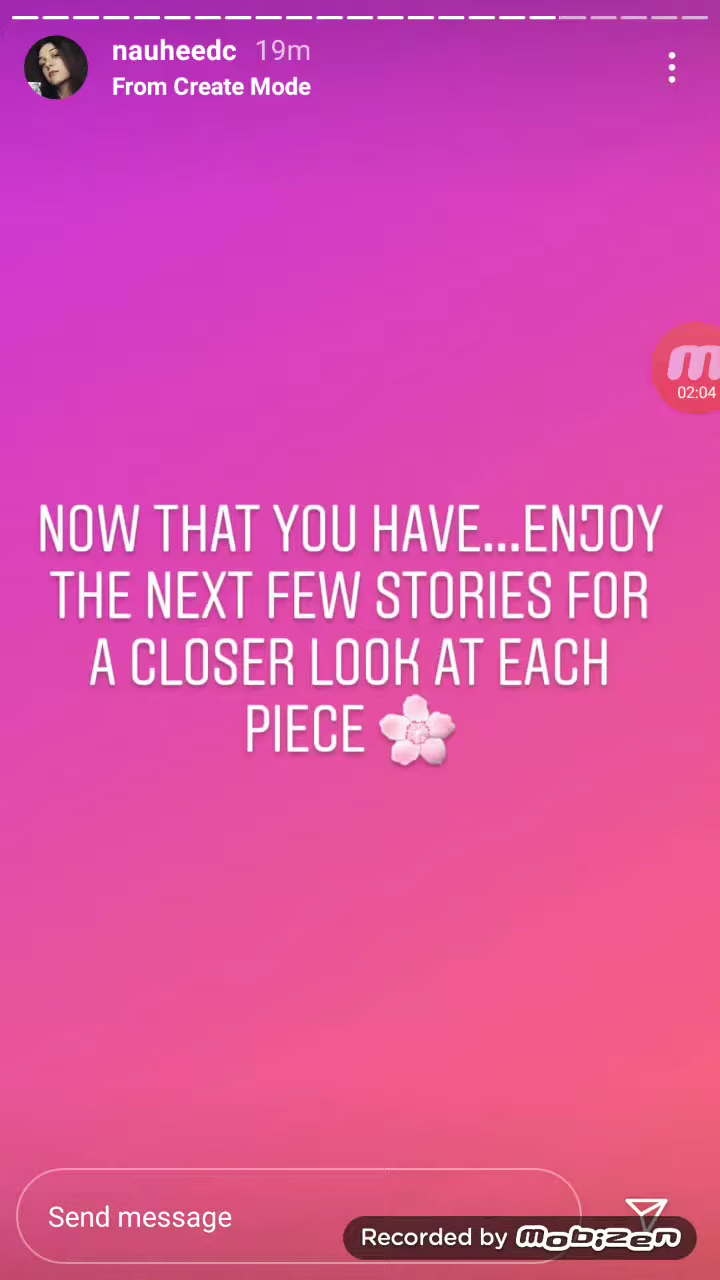 nauheedc 19m
From Create Mode
02:04
NOW THAT YOU HAVE...ENJOY
THE NEXT FEW STORIES FOR
A CLOSER LOOK AT EACH
PIECE
Send message
Recorded by mobizen